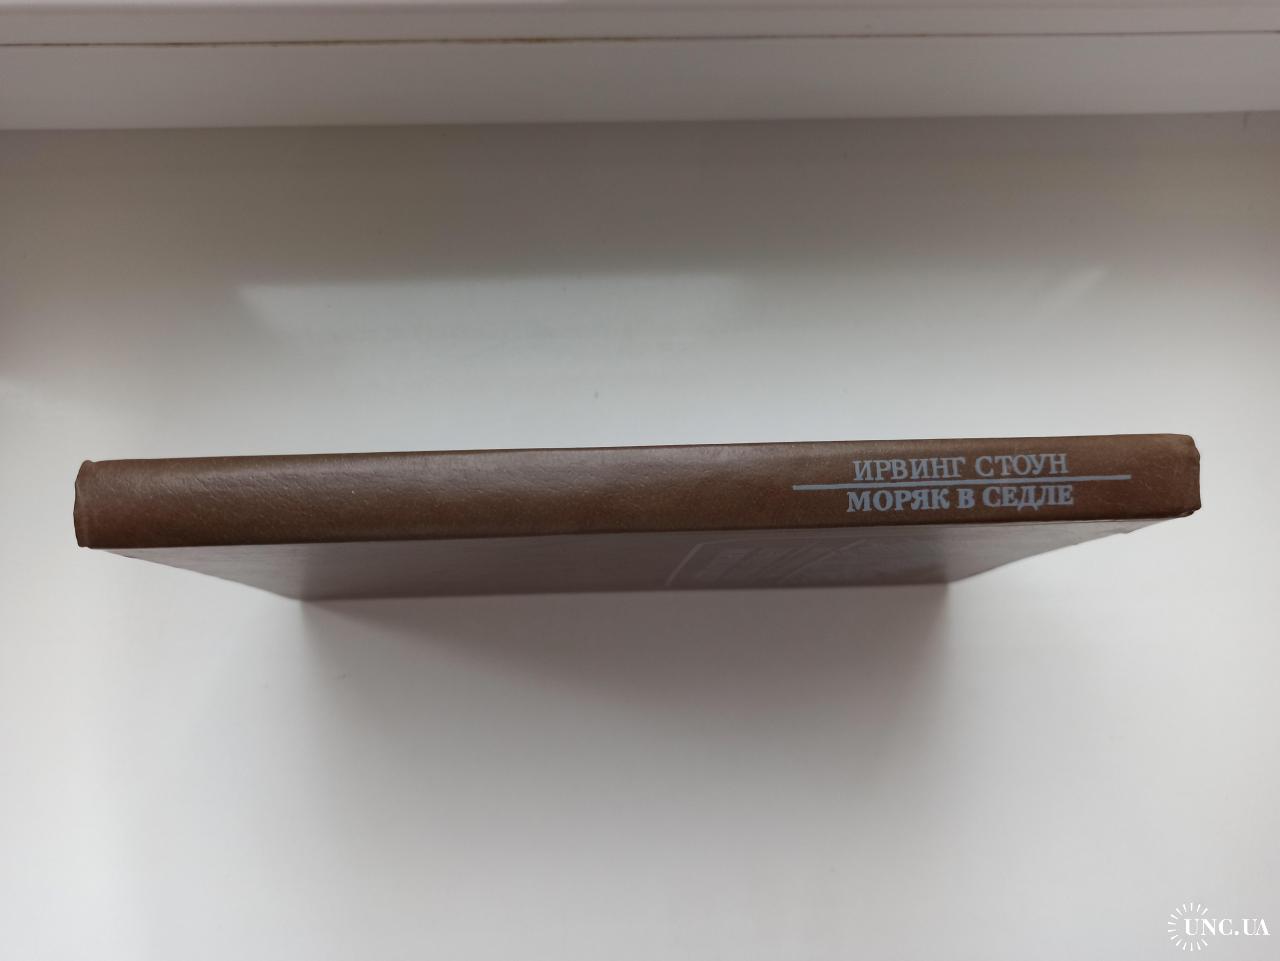 ИРВИНГ СТОУН
МОРЯК В СЕДЛЕ
UNC.UA